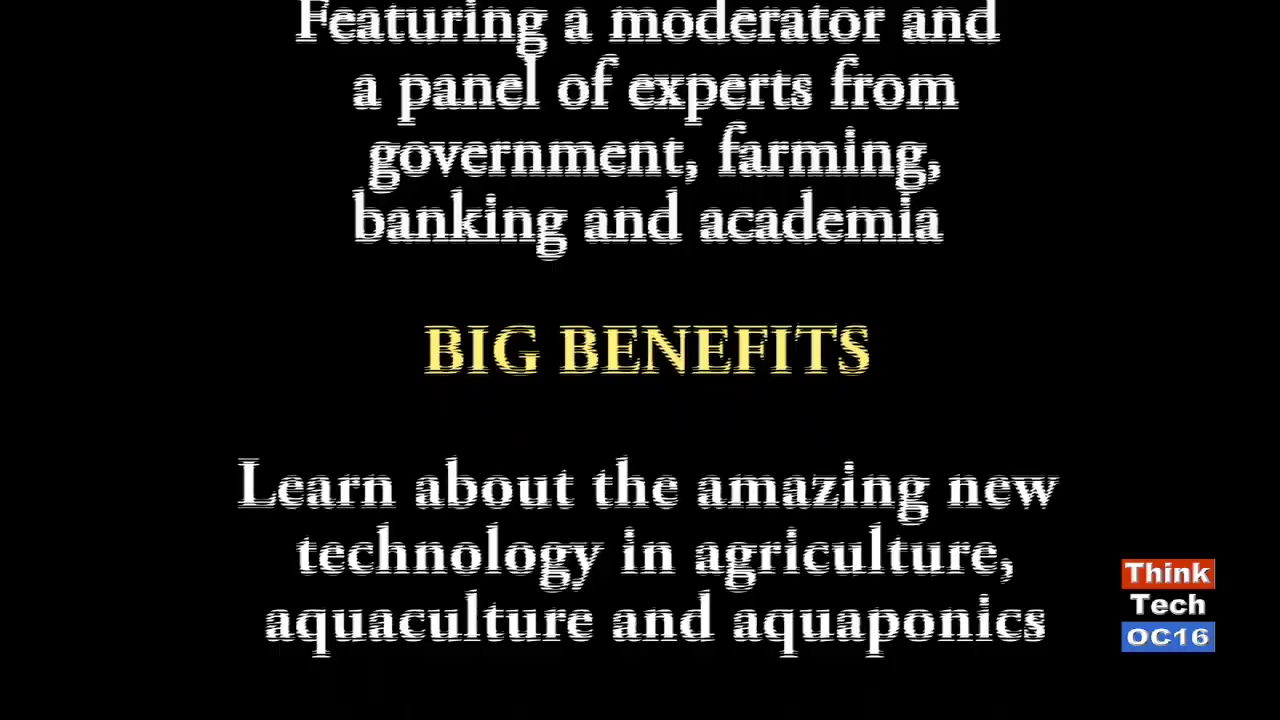 Featuring a moderator and
a panel of experts from
government, farming,
banking and academia
BIG BENEFITS
Learn about the amazing new
technology in agriculture,
aquaculture and aquaponics
Think
Tech
OC16